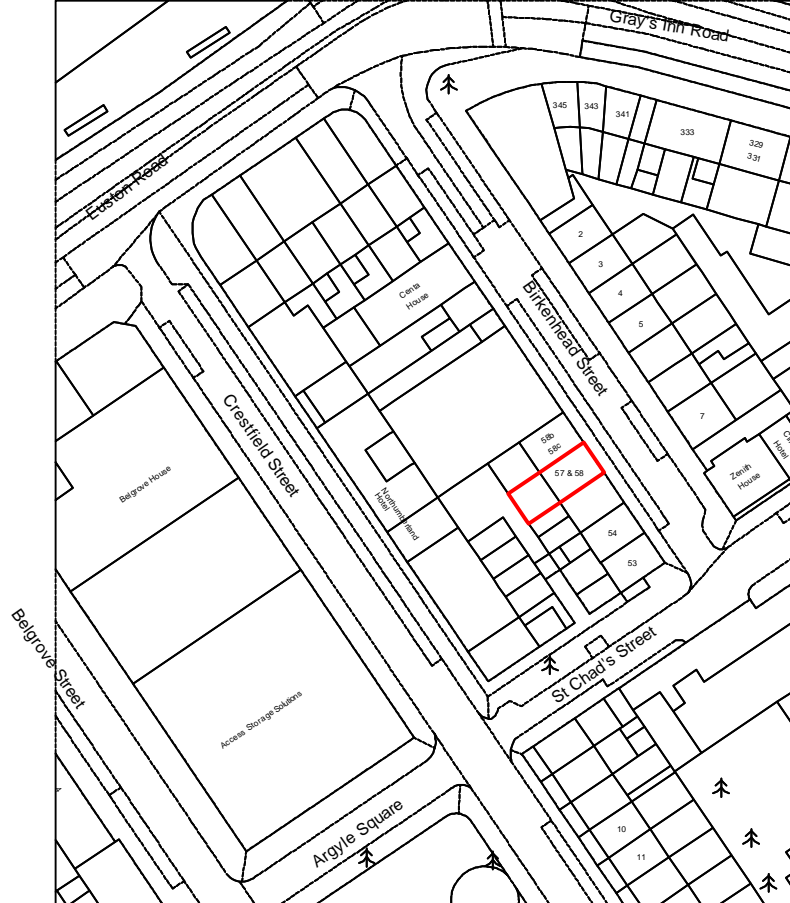 Gray's Inn Road
345
343
341
333
329
331
Euston Road
2
3
4
5
7
Centa
House
Birkenhead Street
Crestfield Street
58b
58c
57 & 58
54
53
Zenith
House
Hotel
Belgrove House
Northumberland
Hotel
Belgrove Street
St Chad's Street
Access Storage Solutions
Argyle Square
10
11